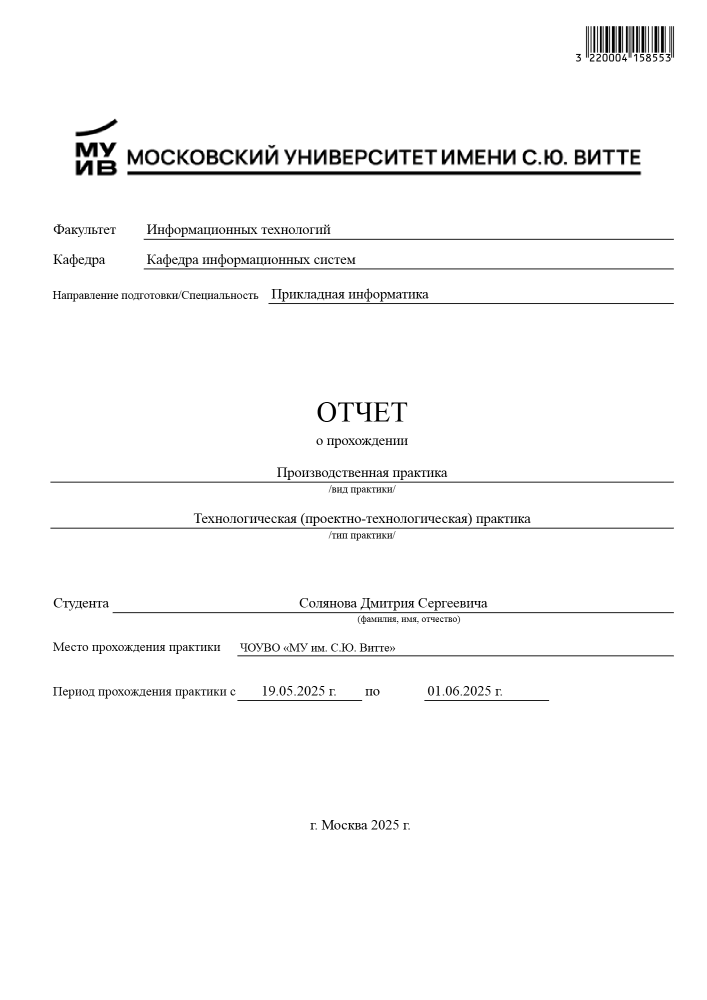 3 220004 158553
МУ ИВ
МОСКОВСКИЙ УНИВЕРСИТЕТ ИМЕНИ С.Ю. ВИТТЕ
Факультет Информационных технологий
Кафедра Кафедра информационных систем
Направление подготовки/Специальность Прикладная информатика
ОТЧЕТ
о прохождении
Производственная практика
/вид практики/
Технологическая (проектно-технологическая) практика
/тип практики/
Студента Солянова Дмитрия Сергеевича
(фамилия, имя, отчество)
Место прохождения практики ЧОУВО «МУ им. С.Ю. Витте»
Период прохождения практики с 19.05.2025 г. по 01.06.2025 г.
г. Москва 2025 г.